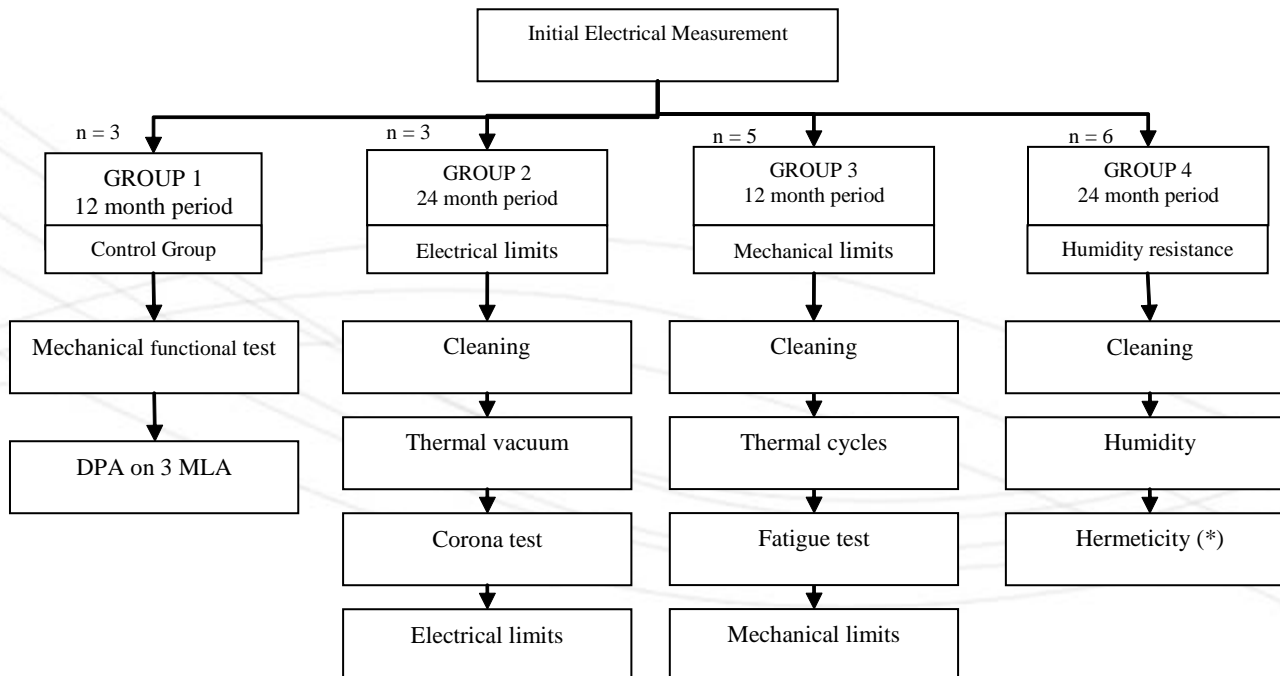 Initial Electrical Measurement
n = 3
GROUP 1
12 month period
Control Group
Mechanical functional test
DPA on 3 MLA
n = 3
GROUP 2
24 month period
Electrical limits
Cleaning
Thermal vacuum
Corona test
Electrical limits
n = 5
GROUP 3
12 month period
Mechanical limits
Cleaning
Thermal cycles
Fatigue test
Mechanical limits
n = 6
GROUP 4
24 month period
Humidity resistance
Cleaning
Humidity
Hermeticity (*)